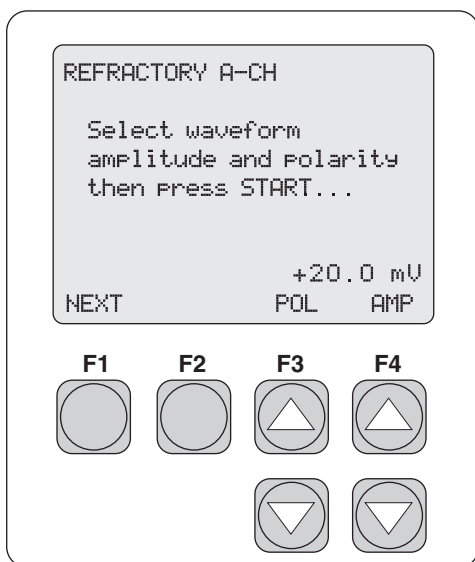 REFRACTORY A-CH
Select waveform
amplitude and polarity
then press START...
+20.0 mV
NEXT POL AMP
F1 F2 F3 F4